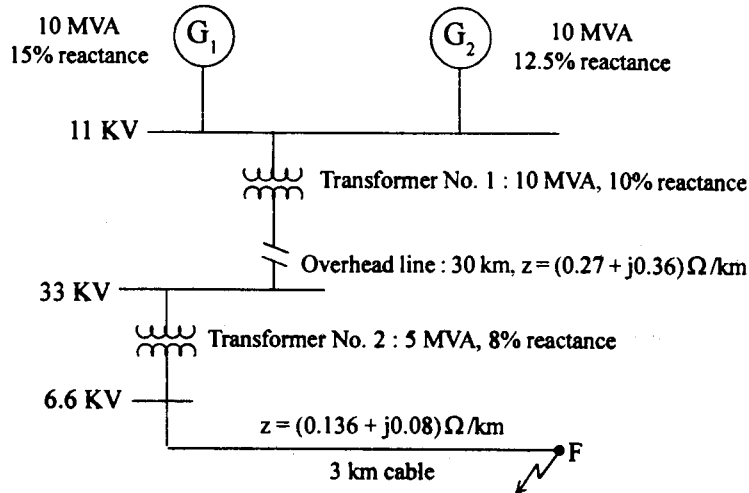 10 MVA
15% reactance
G1
G2
10 MVA
12.5% reactance
11 KV
Transformer No. 1 : 10 MVA, 10% reactance
Overhead line : 30 km, z = (0.27 + j0.36) Ω/km
33 KV
Transformer No. 2 : 5 MVA, 8% reactance
6.6 KV
z = (0.136 + j0.08) Ω/km
F
3 km cable